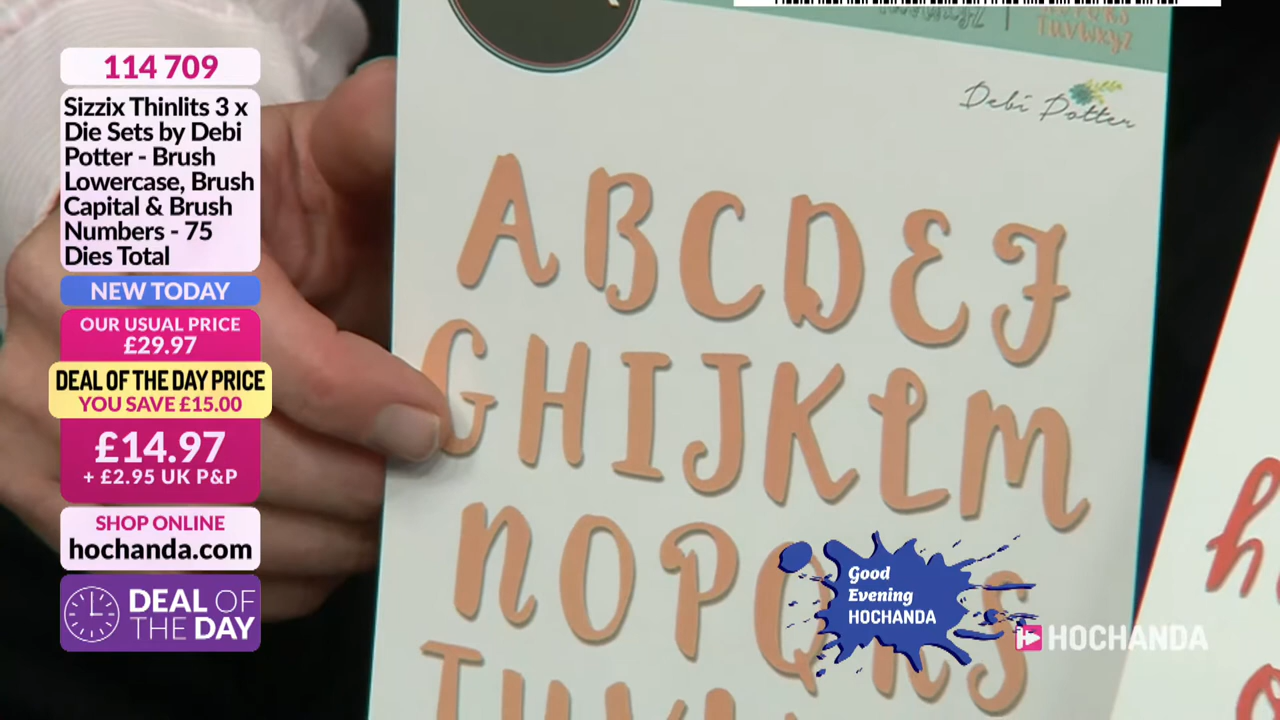 114 709
Sizzix Thinlits 3 x
Die Sets by Debi
Potter - Brush
Lowercase, Brush
Capital & Brush
Numbers - 75
Dies Total
NEW TODAY
OUR USUAL PRICE
£29.97
DEAL OF THE DAY PRICE
YOU SAVE £15.00
£14.97
+ £2.95 UK P&P
SHOP ONLINE
hochanda.com
DEAL OF
THE DAY
TUVWXYZ
Debi Potter
ABCDEF
GHIJKLM
NOPQRS
Good
Evening
HOCHANDA
HOCHANDA
h